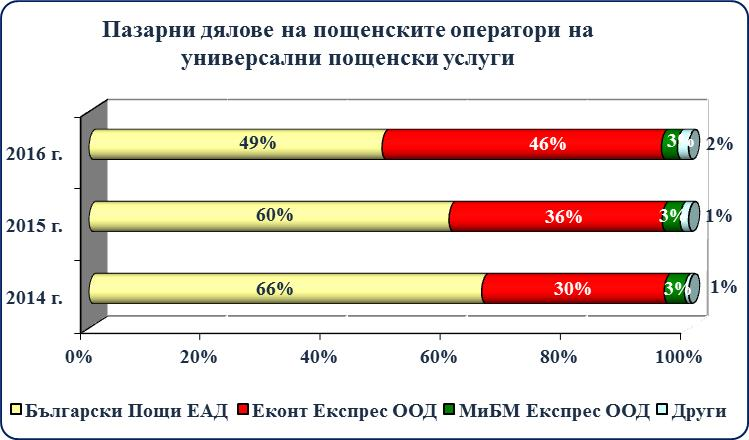 Пазарни дялове на пощенските оператори на
универсални пощенски услуги
2016 г. 49% 46% 3% 2%
2015 г. 60% 36% 3% 1%
2014 г. 66% 30% 3% 1%
0% 20% 40% 60% 80% 100%
Български Пощи ЕАД Еконт Експрес ООД МиБМ Експрес ООД Други